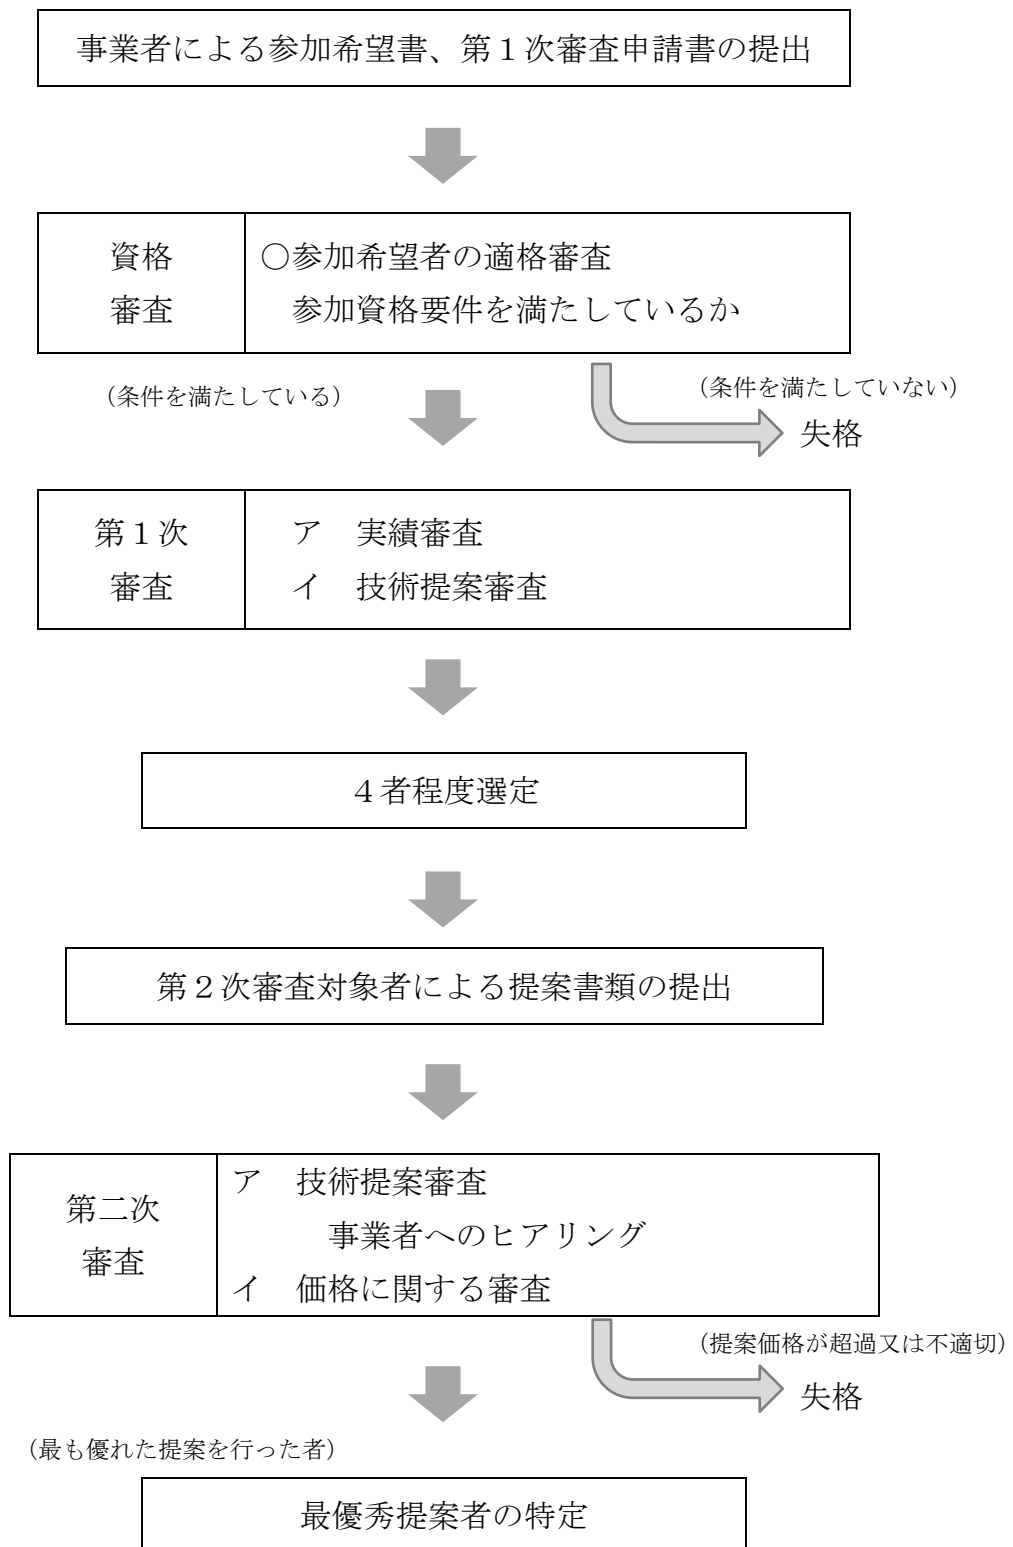 事業者による参加希望書、第１次審査申請書の提出
資格
審査
○参加希望者の適格審査
参加資格要件を満たしているか
（条件を満たしている）
（条件を満たしていない）
失格
第１次
審査
ア　実績審査
イ　技術提案審査
４者程度選定
第２次審査対象者による提案書類の提出
第二次
審査
ア　技術提案審査
事業者へのヒアリング
イ　価格に関する審査
（提案価格が超過又は不適切）
失格
（最も優れた提案を行った者）
最優秀提案者の特定